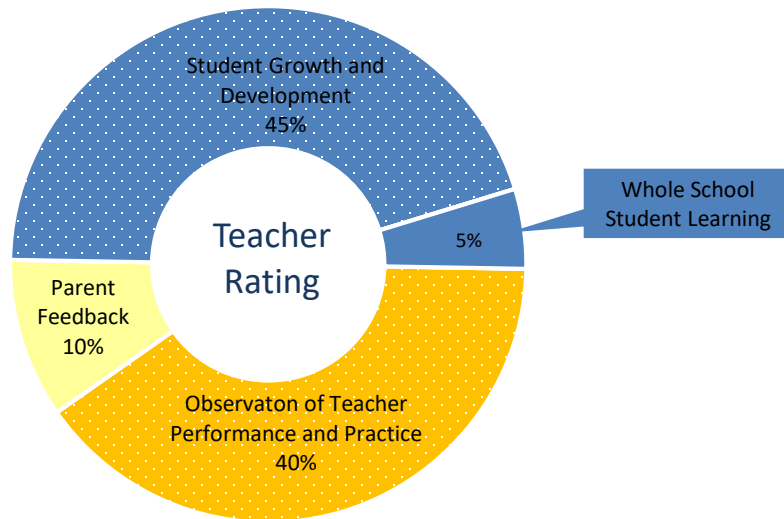 Student Growth and
Development
45%
Whole School
Student Learning
5%
Teacher
Rating
Parent
Feedback
10%
Observaton of Teacher
Performance and Practice
40%